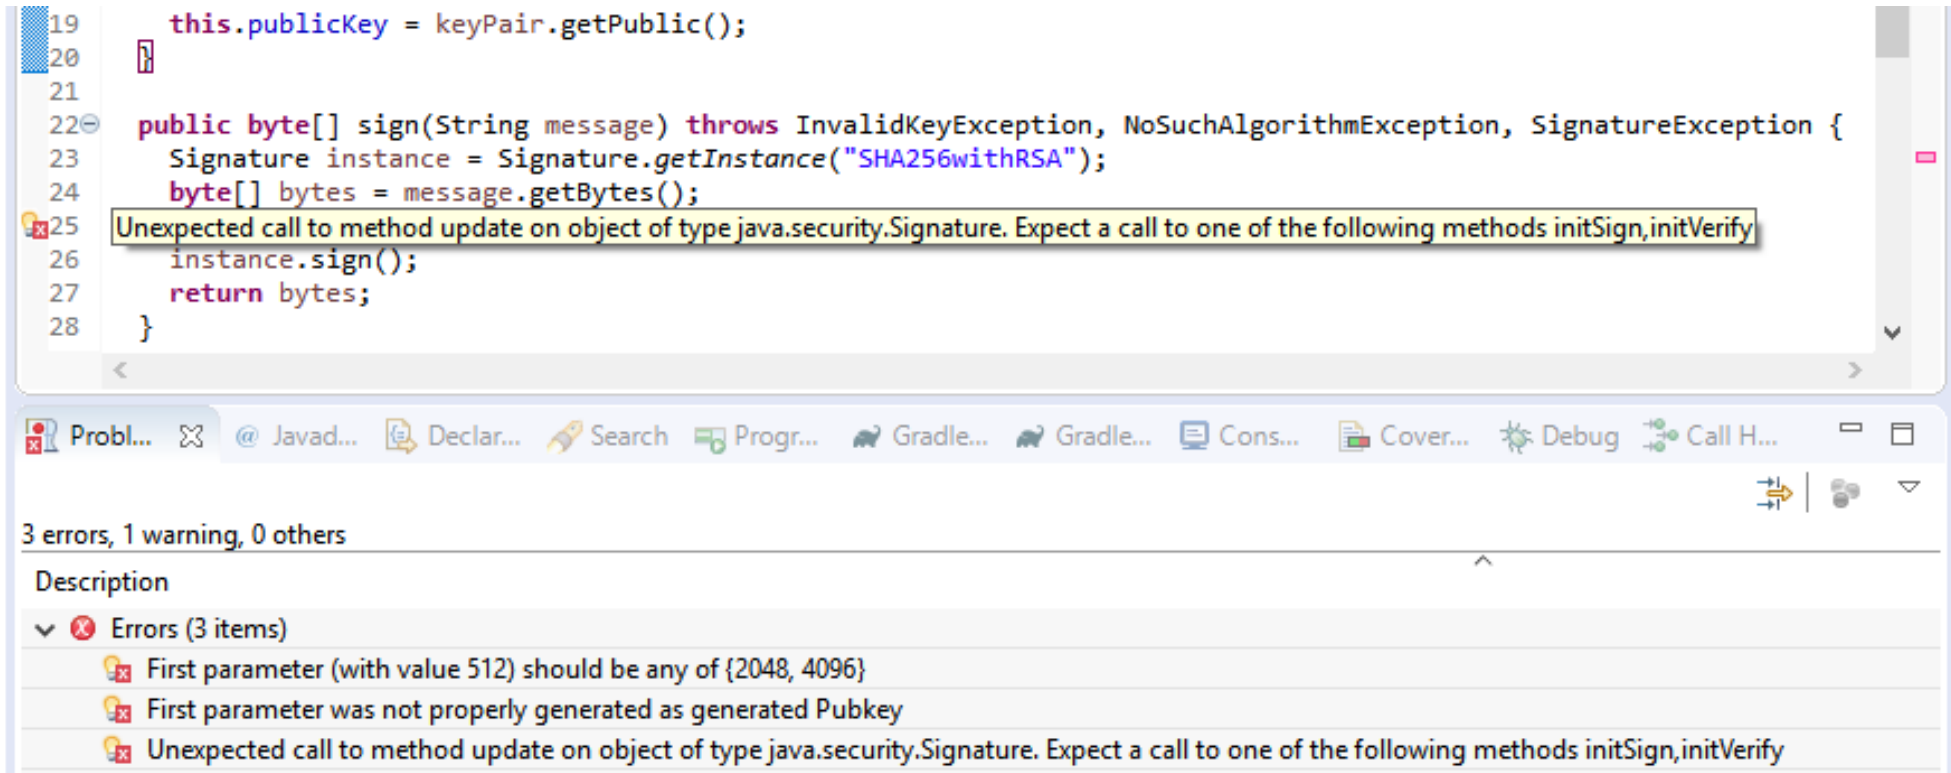 19 this.publicKey = keyPair.getPublic();
20 }
21
22 public byte[] sign(String message) throws InvalidKeyException, NoSuchAlgorithmException, SignatureException {
23 Signature instance = Signature.getInstance("SHA256withRSA");
24 byte[] bytes = message.getBytes();
25 Unexpected call to method update on object of type java.security.Signature. Expect a call to one of the following methods initSign,initVerify
26 instance.sign();
27 return bytes;
28 }
Probl... @ Javad... Declar... Search Progr... Gradle... Gradle... Cons... Cover... Debug Call H...
3 errors, 1 warning, 0 others
Description
Errors (3 items)
First parameter (with value 512) should be any of {2048, 4096}
First parameter was not properly generated as generated Pubkey
Unexpected call to method update on object of type java.security.Signature. Expect a call to one of the following methods initSign,initVerify